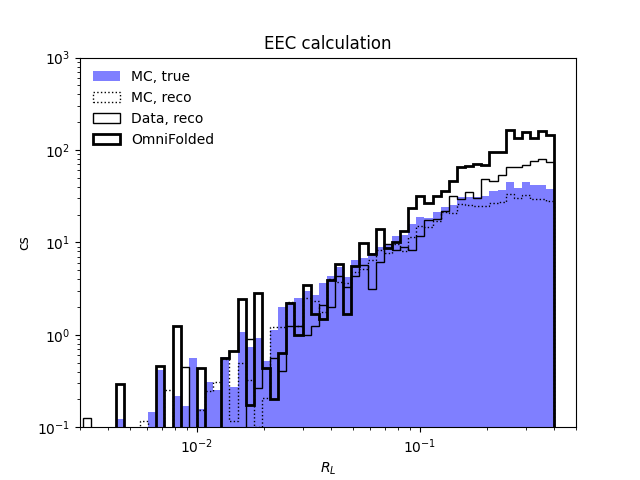 EEC calculation
MC, true
MC, reco
Data, reco
OmniFolded
10³
10²
10¹
10⁰
10⁻¹
cs
10⁻²
10⁻¹
R_L